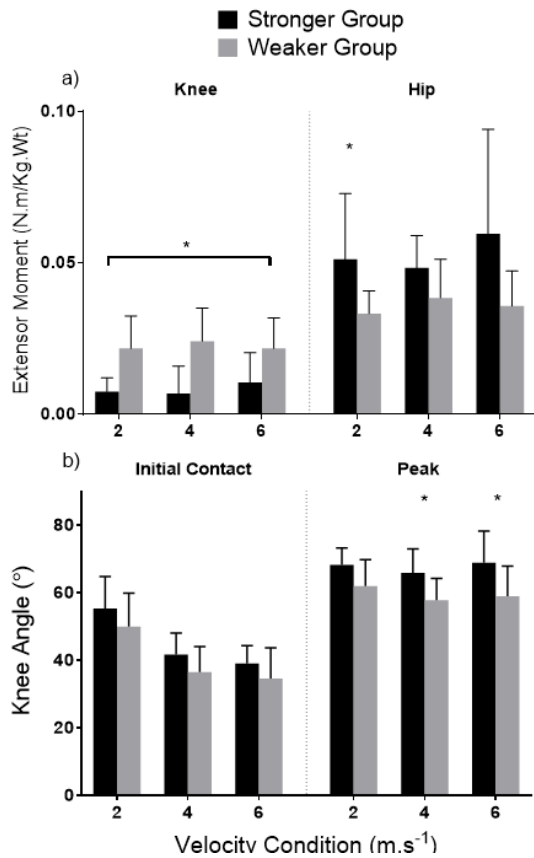 Stronger Group
Weaker Group
a)
Knee Hip
Extensor Moment (N.m/Kg.Wt)
0.10
*
*
0.05
0.00
2 4 6 2 4 6
b)
Initial Contact Peak
Knee Angle (°)
* *
80
60
40
20
0
2 4 6 2 4 6
Velocity Condition (m.s⁻¹)